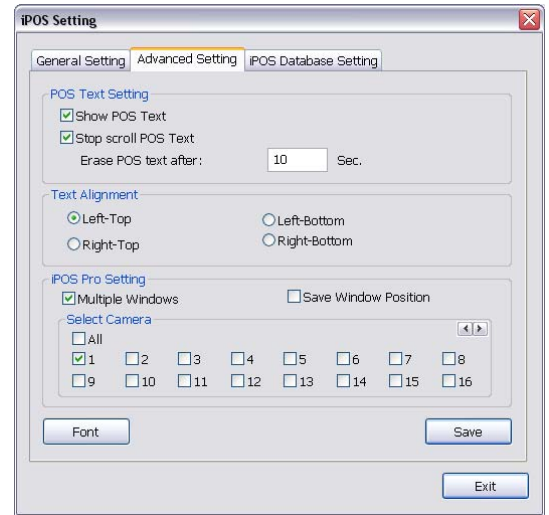 iPOS Setting
General Setting Advanced Setting iPOS Database Setting
POS Text Setting
Show POS Text
Stop scroll POS Text
Erase POS text after: 10 Sec.
Text Alignment
Left-Top Left-Bottom
Right-Top Right-Bottom
iPOS Pro Setting
Multiple Windows Save Window Position
Select Camera
All
1 2 3 4 5 6 7 8
9 10 11 12 13 14 15 16
Font Save
Exit